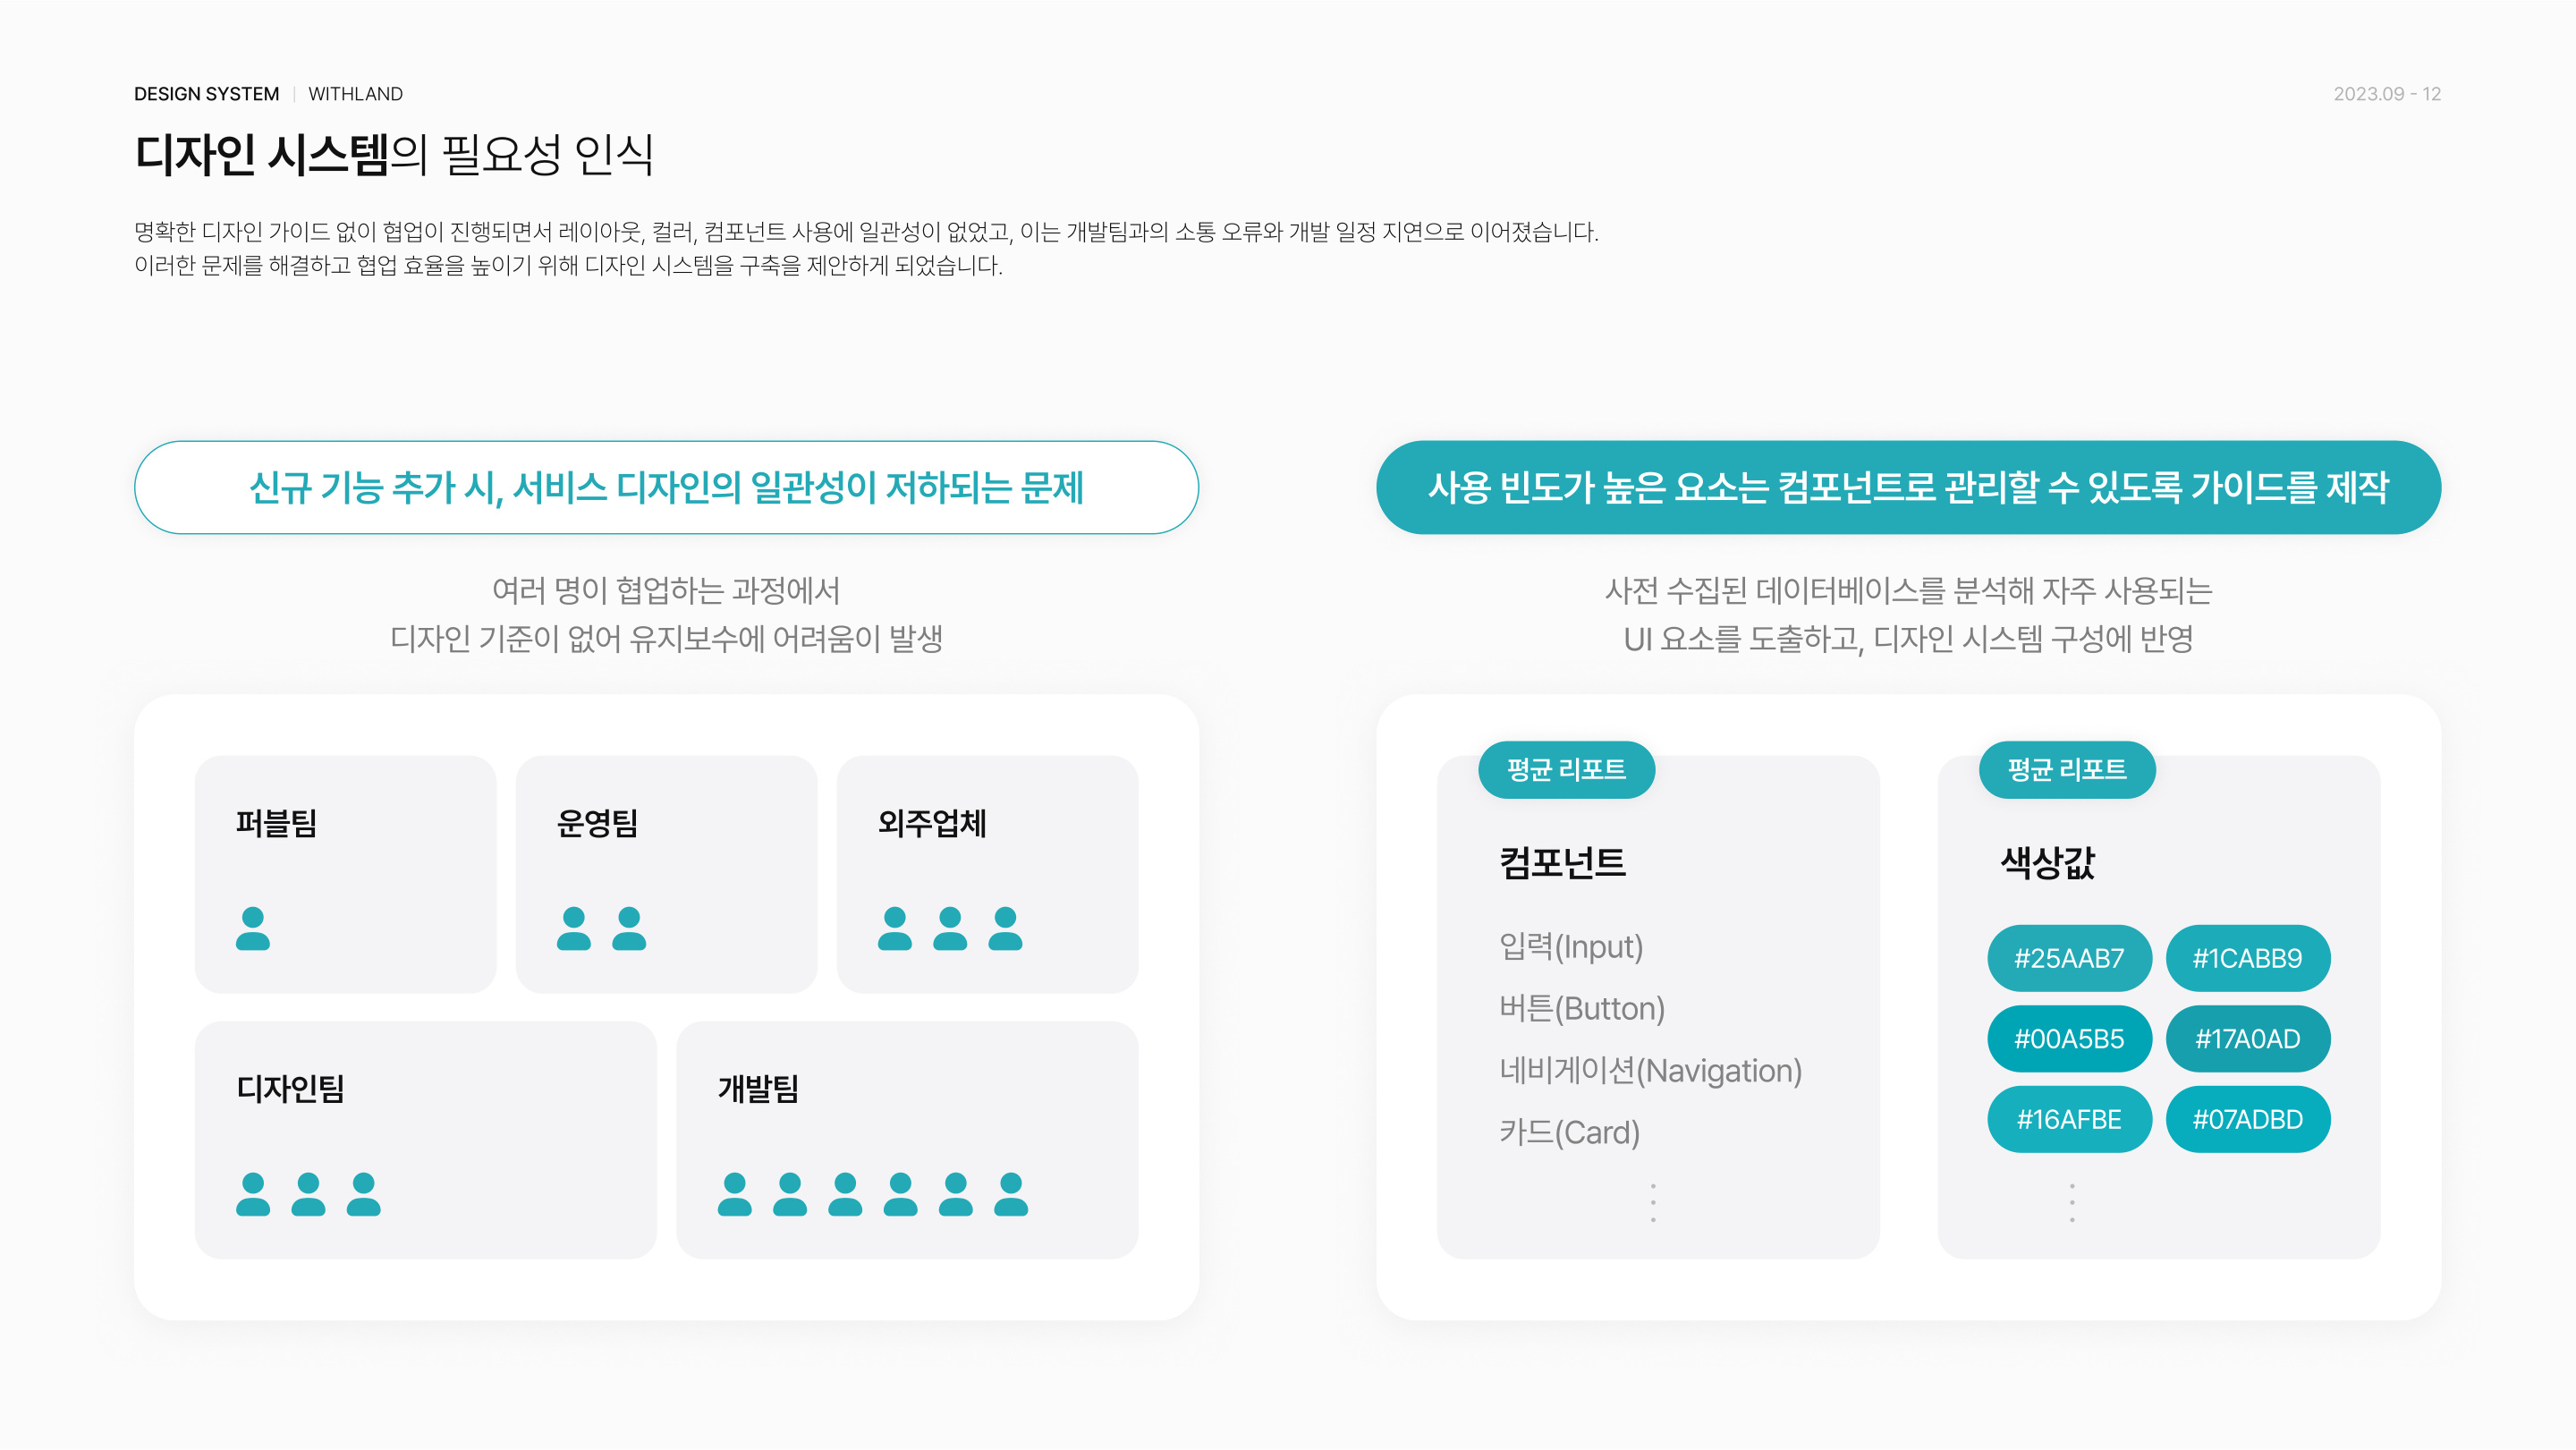 DESIGN SYSTEM | WITHLAND
2023.09 - 12
디자인 시스템의 필요성 인식
명확한 디자인 가이드 없이 협업이 진행되면서 레이아웃, 컬러, 컴포넌트 사용에 일관성이 없었고, 이는 개발팀과의 소통 오류와 개발 일정 지연으로 이어졌습니다.
이러한 문제를 해결하고 협업 효율을 높이기 위해 디자인 시스템을 구축을 제안하게 되었습니다.
신규 기능 추가 시, 서비스 디자인의 일관성이 저하되는 문제
여러 명이 협업하는 과정에서
디자인 기준이 없어 유지보수에 어려움이 발생
퍼블팀
운영팀
외주업체
디자인팀
개발팀
사용 빈도가 높은 요소는 컴포넌트로 관리할 수 있도록 가이드를 제작
사전 수집된 데이터베이스를 분석해 자주 사용되는
UI 요소를 도출하고, 디자인 시스템 구성에 반영
평균 리포트
컴포넌트
입력(Input)
버튼(Button)
네비게이션(Navigation)
카드(Card)
평균 리포트
색상값
#25AAB7 #1CABB9
#00A5B5 #17A0AD
#16AFBE #07ADBD